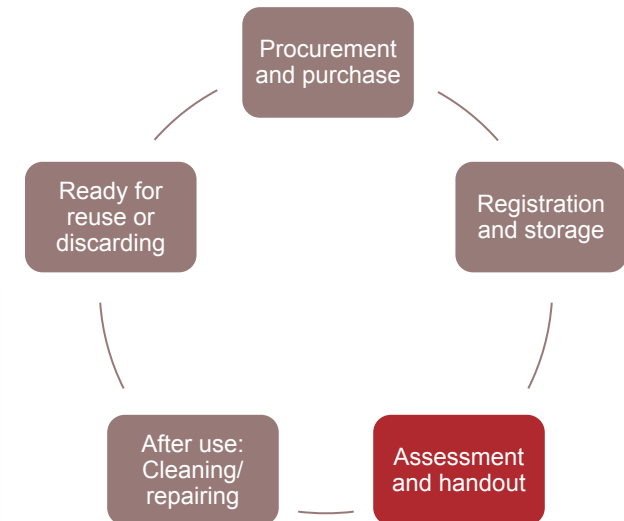 Procurement
and purchase
Registration
and storage
Assessment
and handout
After use:
Cleaning/
repairing
Ready for
reuse or
discarding